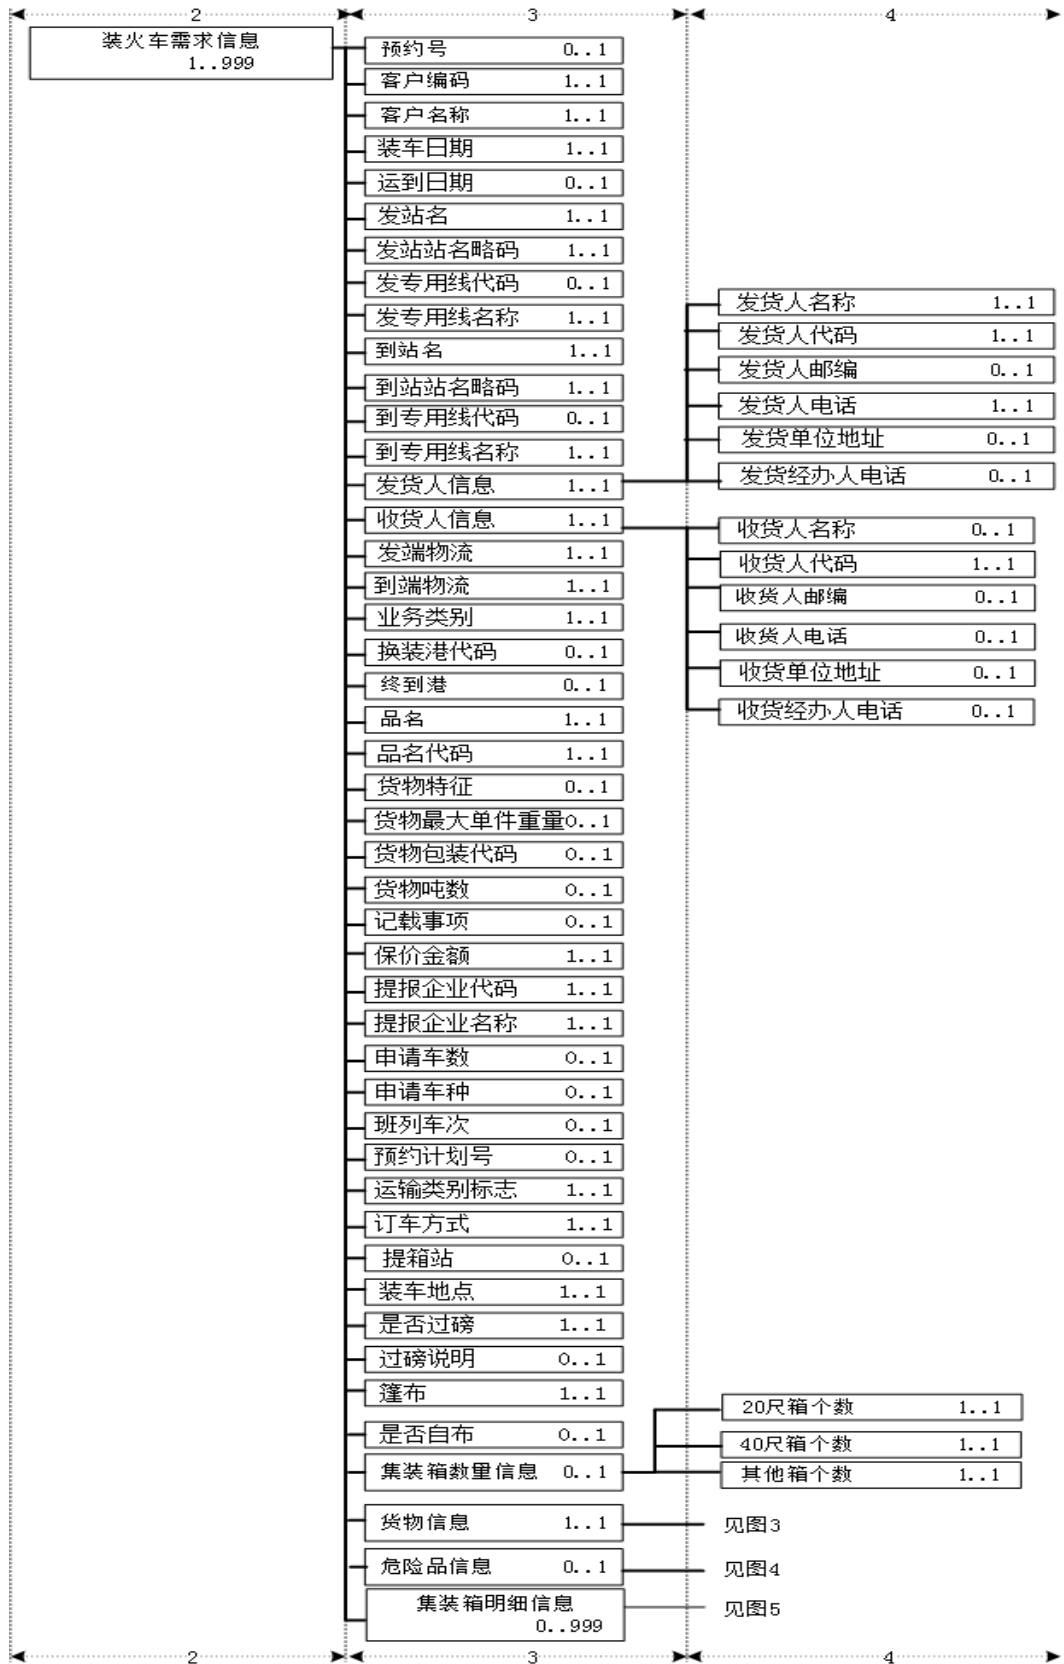 2 3 4
装火车需求信息
1..999
预约号 0..1
客户编码 1..1
客户名称 1..1
装车日期 1..1
运到日期 0..1
发站名 1..1
发站站名略码 1..1
发专用线代码 0..1
发专用线名称 1..1
到站名 1..1
到站站名略码 1..1
到专用线代码 0..1
到专用线名称 1..1
发货人信息 1..1
发货人名称 1..1
发货人代码 1..1
发货人邮编 0..1
发货人电话 1..1
发货单位地址 0..1
发货经办人电话 0..1
收货人信息 1..1
收货人名称 0..1
收货人代码 1..1
收货人邮编 0..1
收货人电话 0..1
收货单位地址 0..1
收货经办人电话 0..1
发端物流 1..1
到端物流 1..1
业务类别 1..1
换装港代码 0..1
终到港 0..1
品名 1..1
品名代码 1..1
货物特征 0..1
货物最大单件重量0..1
货物包装代码 0..1
货物吨数 0..1
记载事项 0..1
保价金额 1..1
提报企业代码 1..1
提报企业名称 1..1
申请车数 0..1
申请车种 0..1
班列车次 0..1
预约计划号 0..1
运输类别标志 1..1
订车方式 1..1
提箱站 0..1
装车地点 1..1
是否过磅 1..1
过磅说明 0..1
篷布 1..1
是否自布 0..1
集装箱数量信息 0..1
20尺箱个数 1..1
40尺箱个数 1..1
其他箱个数 1..1
货物信息 1..1 见图3
危险品信息 0..1 见图4
集装箱明细信息 见图5
0..999
2 3 4